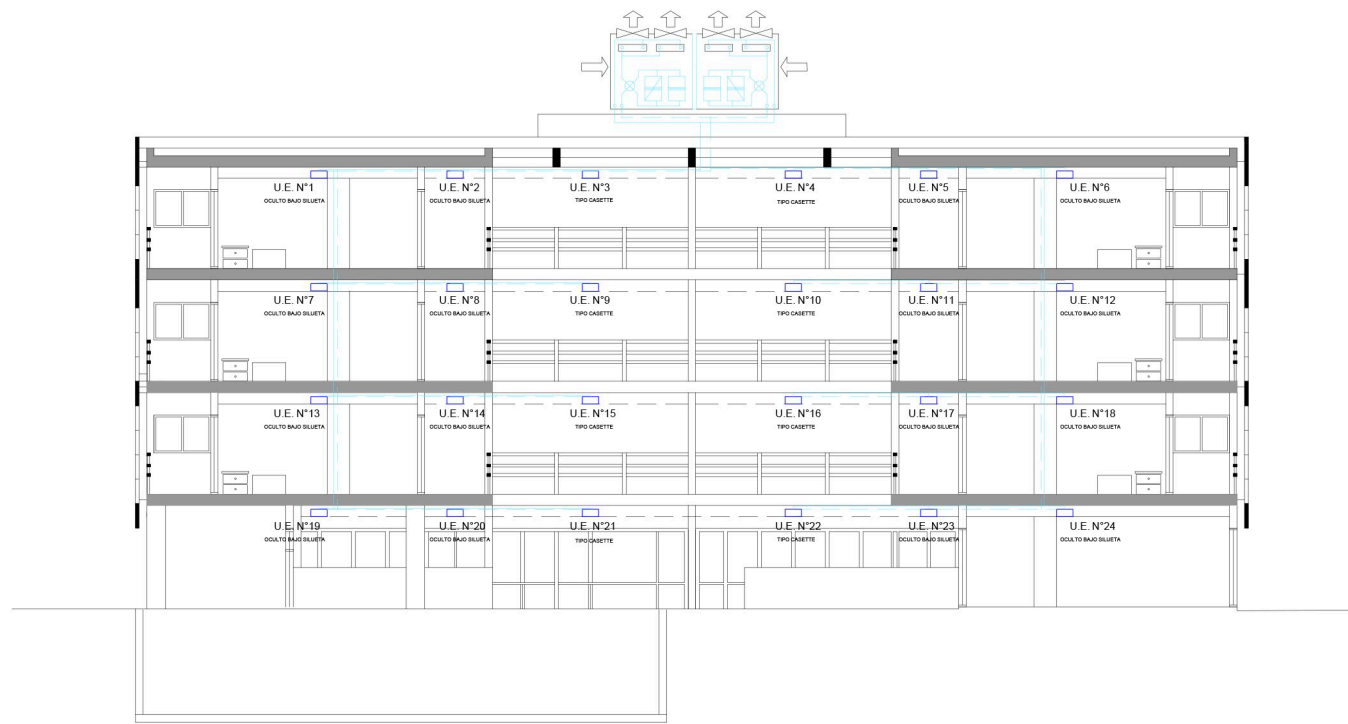 U.E. N°1
OCULTO BAJO SILUETA
U.E. N°2
OCULTO BAJO SILUETA
U.E. N°3
TIPO CASETTE
U.E. N°4
TIPO CASETTE
U.E. N°5
OCULTO BAJO SILUETA
U.E. N°6
OCULTO BAJO SILUETA
U.E. N°7
OCULTO BAJO SILUETA
U.E. N°8
OCULTO BAJO SILUETA
U.E. N°9
TIPO CASETTE
U.E. N°10
TIPO CASETTE
U.E. N°11
OCULTO BAJO SILUETA
U.E. N°12
OCULTO BAJO SILUETA
U.E. N°13
OCULTO BAJO SILUETA
U.E. N°14
OCULTO BAJO SILUETA
U.E. N°15
TIPO CASETTE
U.E. N°16
TIPO CASETTE
U.E. N°17
OCULTO BAJO SILUETA
U.E. N°18
OCULTO BAJO SILUETA
U.E. N°19
OCULTO BAJO SILUETA
U.E. N°20
OCULTO BAJO SILUETA
U.E. N°21
TIPO CASETTE
U.E. N°22
TIPO CASETTE
U.E. N°23
OCULTO BAJO SILUETA
U.E. N°24
OCULTO BAJO SILUETA